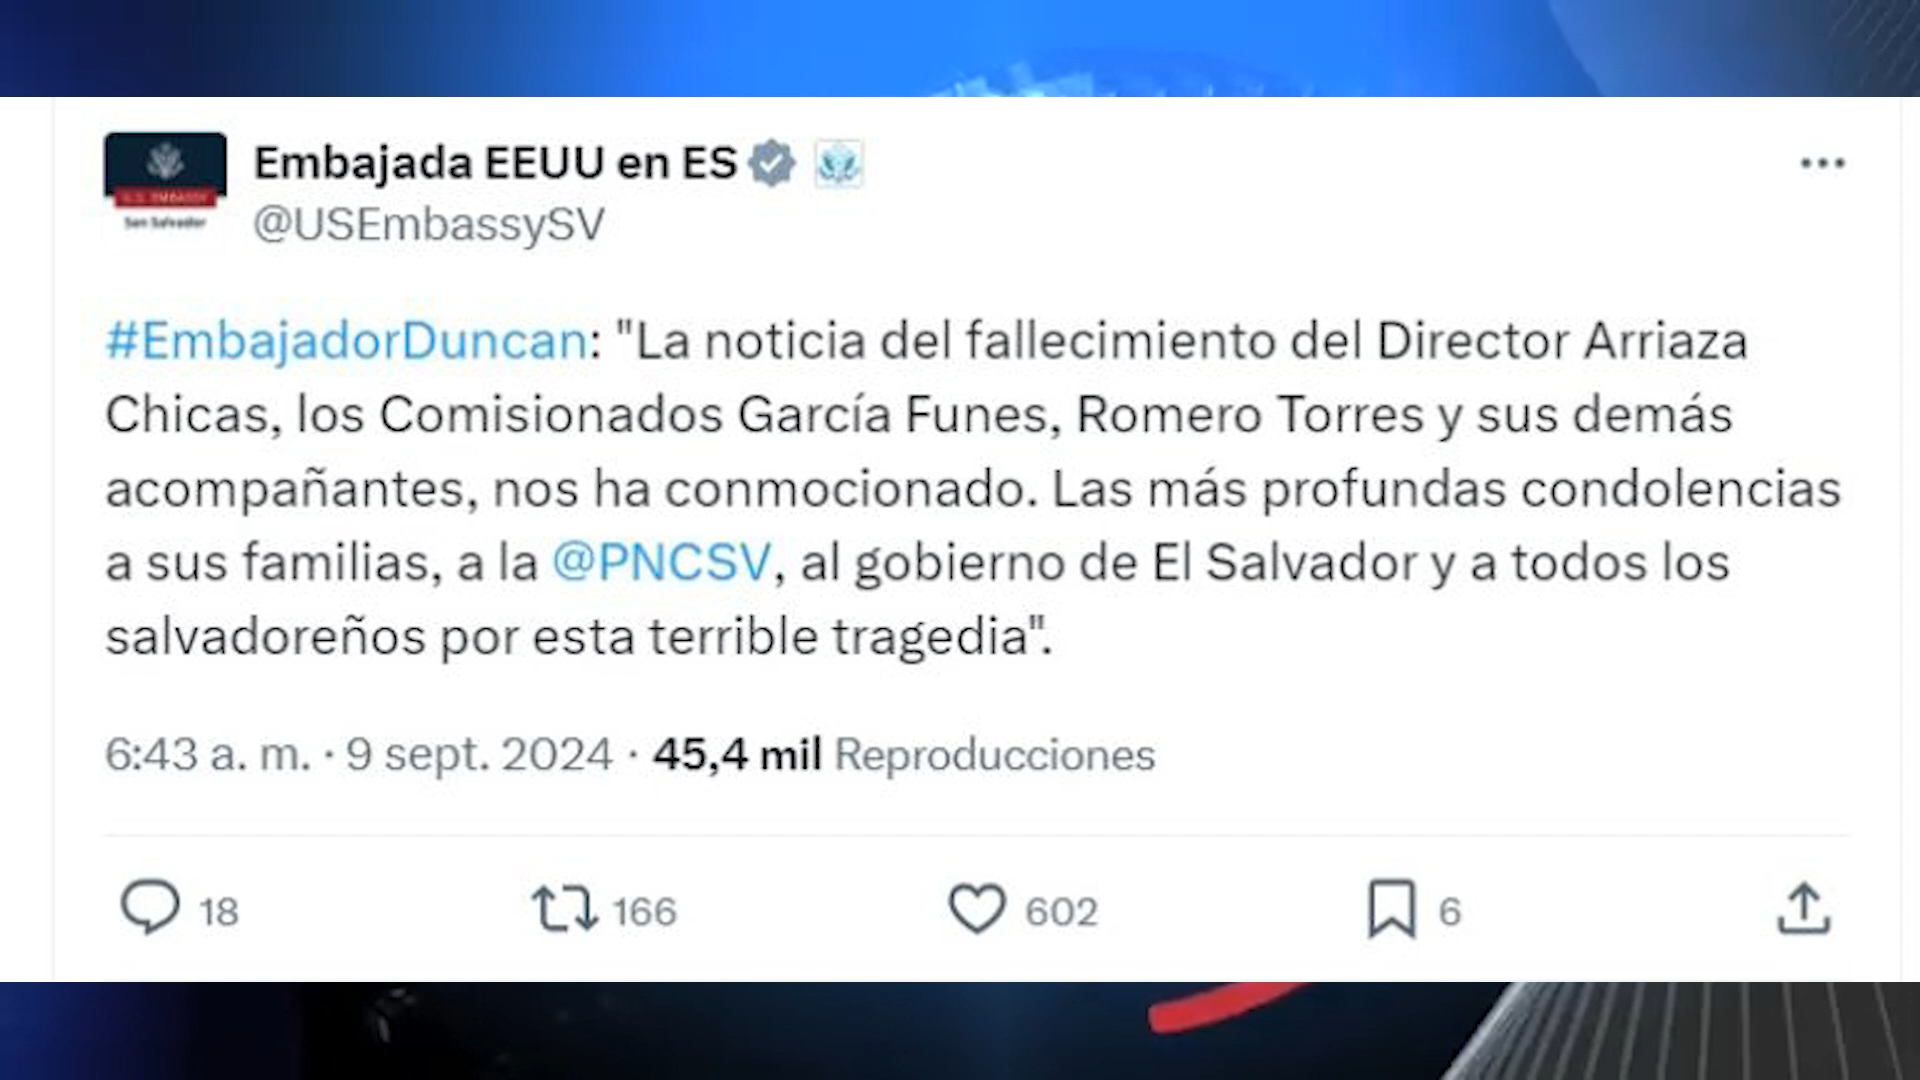 U.S. EMBASSY
San Salvador
Embajada EEUU en ES
@USEmbassySV
#EmbajadorDuncan: "La noticia del fallecimiento del Director Arriaza
Chicas, los Comisionados García Funes, Romero Torres y sus demás
acompañantes, nos ha conmocionado. Las más profundas condolencias
a sus familias, a la @PNCSV, al gobierno de El Salvador y a todos los
salvadoreños por esta terrible tragedia".
6:43 a. m. · 9 sept. 2024 · 45,4 mil Reproducciones
18 166 602 6